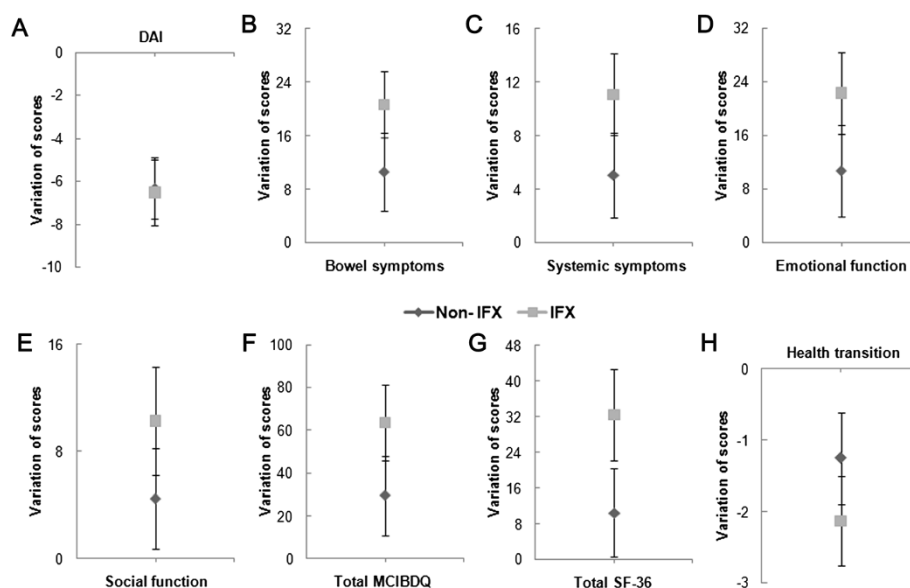 A
DAI
Variation of scores
0
-2
-4
-6
-8
-10
B
Variation of scores
32
24
16
8
0
Bowel symptoms
C
Variation of scores
16
12
8
4
0
Systemic symptoms
D
Variation of scores
32
24
16
8
0
Emotional function
Non- IFX IFX
E
Variation of scores
16
8
0
Social function
F
Variation of scores
100
80
60
40
20
0
Total MCIBDQ
G
Variation of scores
48
40
32
24
16
8
0
Total SF-36
H
Health transition
Variation of scores
0
-1
-2
-3